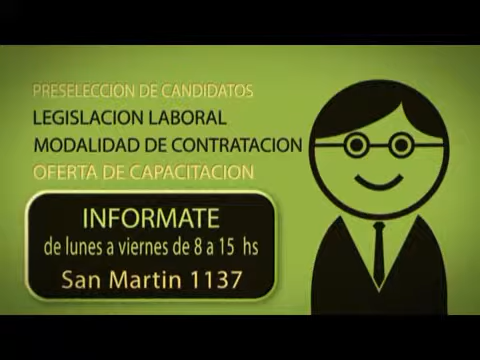 PRESELECCION DE CANDIDATOS
LEGISLACION LABORAL
MODALIDAD DE CONTRATACION
OFERTA DE CAPACITACION
INFORMATE
de lunes a viernes de 8 a 15 hs
San Martin 1137